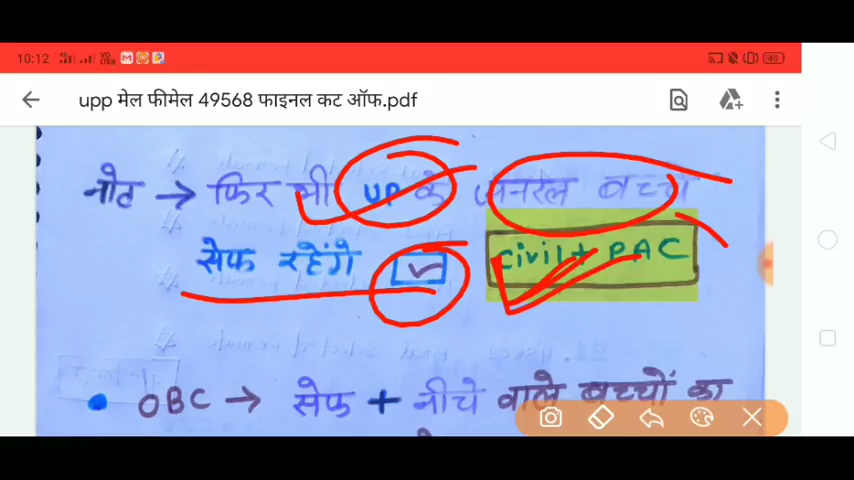 10:12
upp मेल फीमेल 49568 फाइनल कट ऑफ.pdf
नोट → फिर भी UP के जनरल बच्चे
सेफ रहेंगे ✓ Civil + PAC
• OBC → सेफ + नीचे वाले बच्चों का